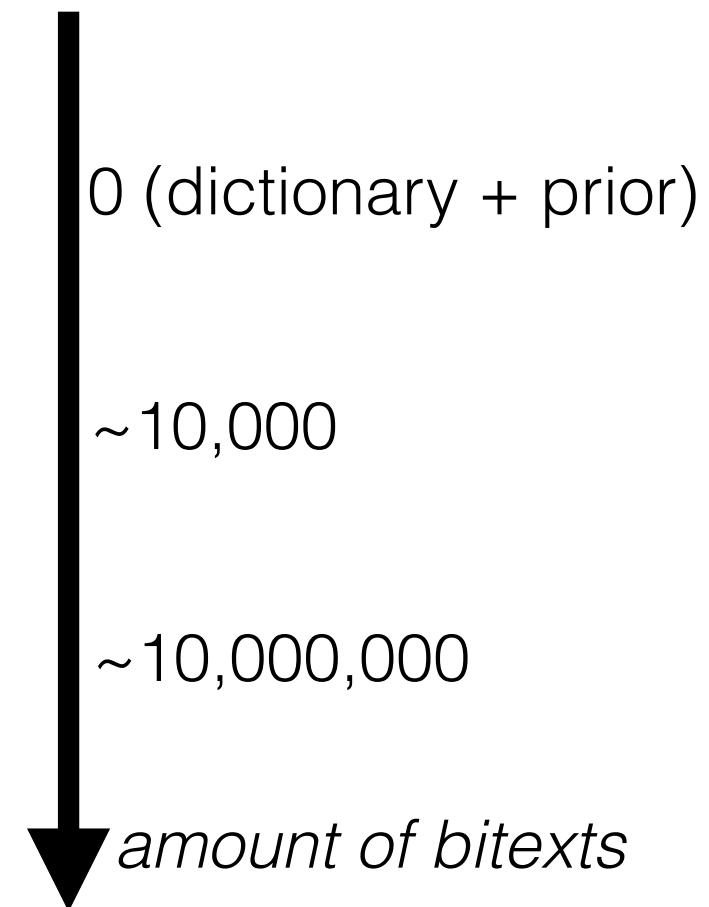 0 (dictionary + prior)
~10,000
~10,000,000
amount of bitexts